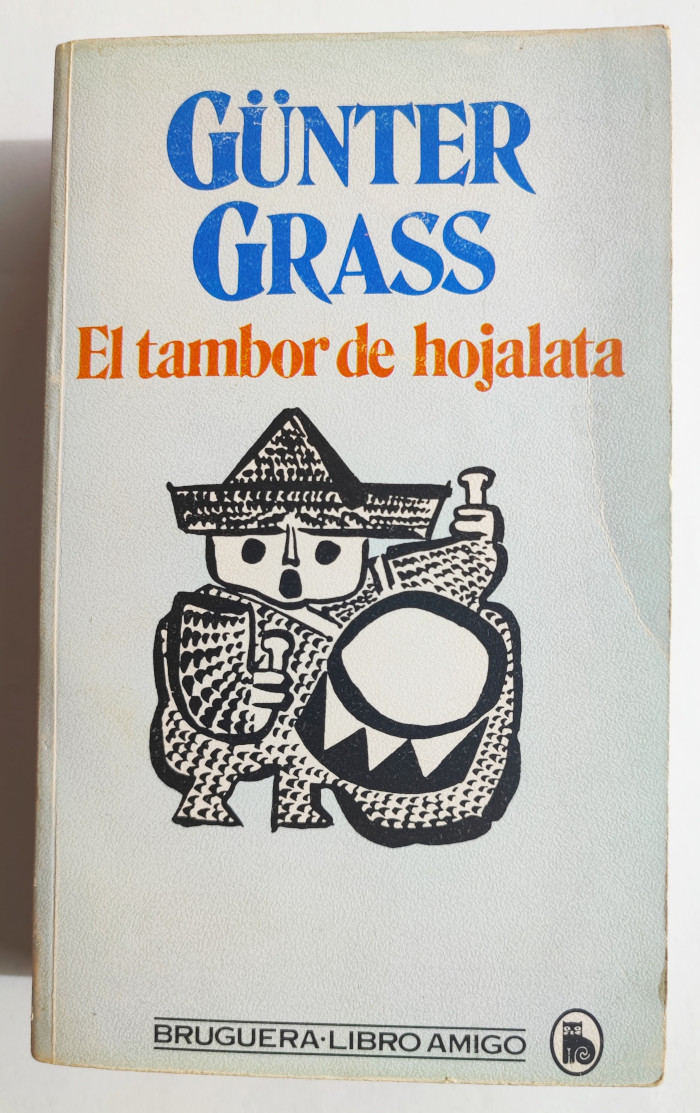 GÜNTER
GRASS
El tambor de hojalata
BRUGUERA·LIBRO AMIGO